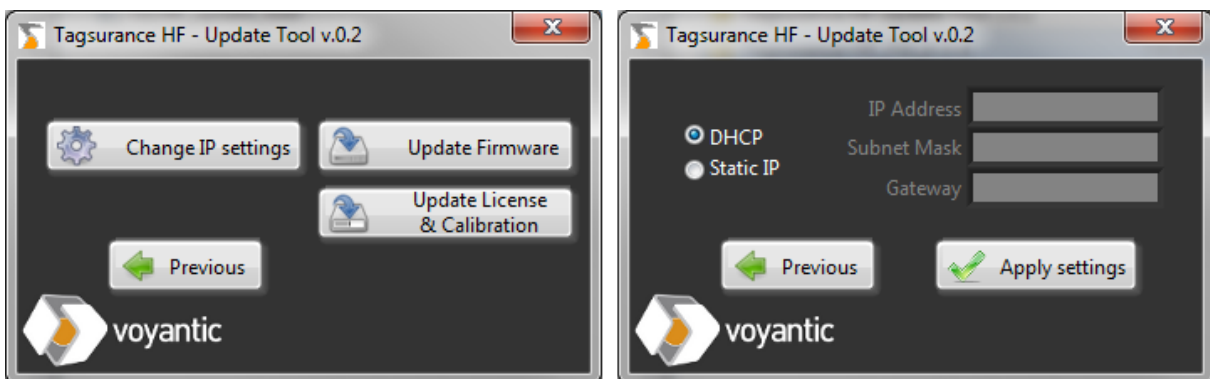 Tagsurance HF - Update Tool v.0.2
Change IP settings
Update Firmware
Update License
& Calibration
Previous
voyantic
Tagsurance HF - Update Tool v.0.2
IP Address
DHCP
Subnet Mask
Static IP
Gateway
Previous
Apply settings
voyantic